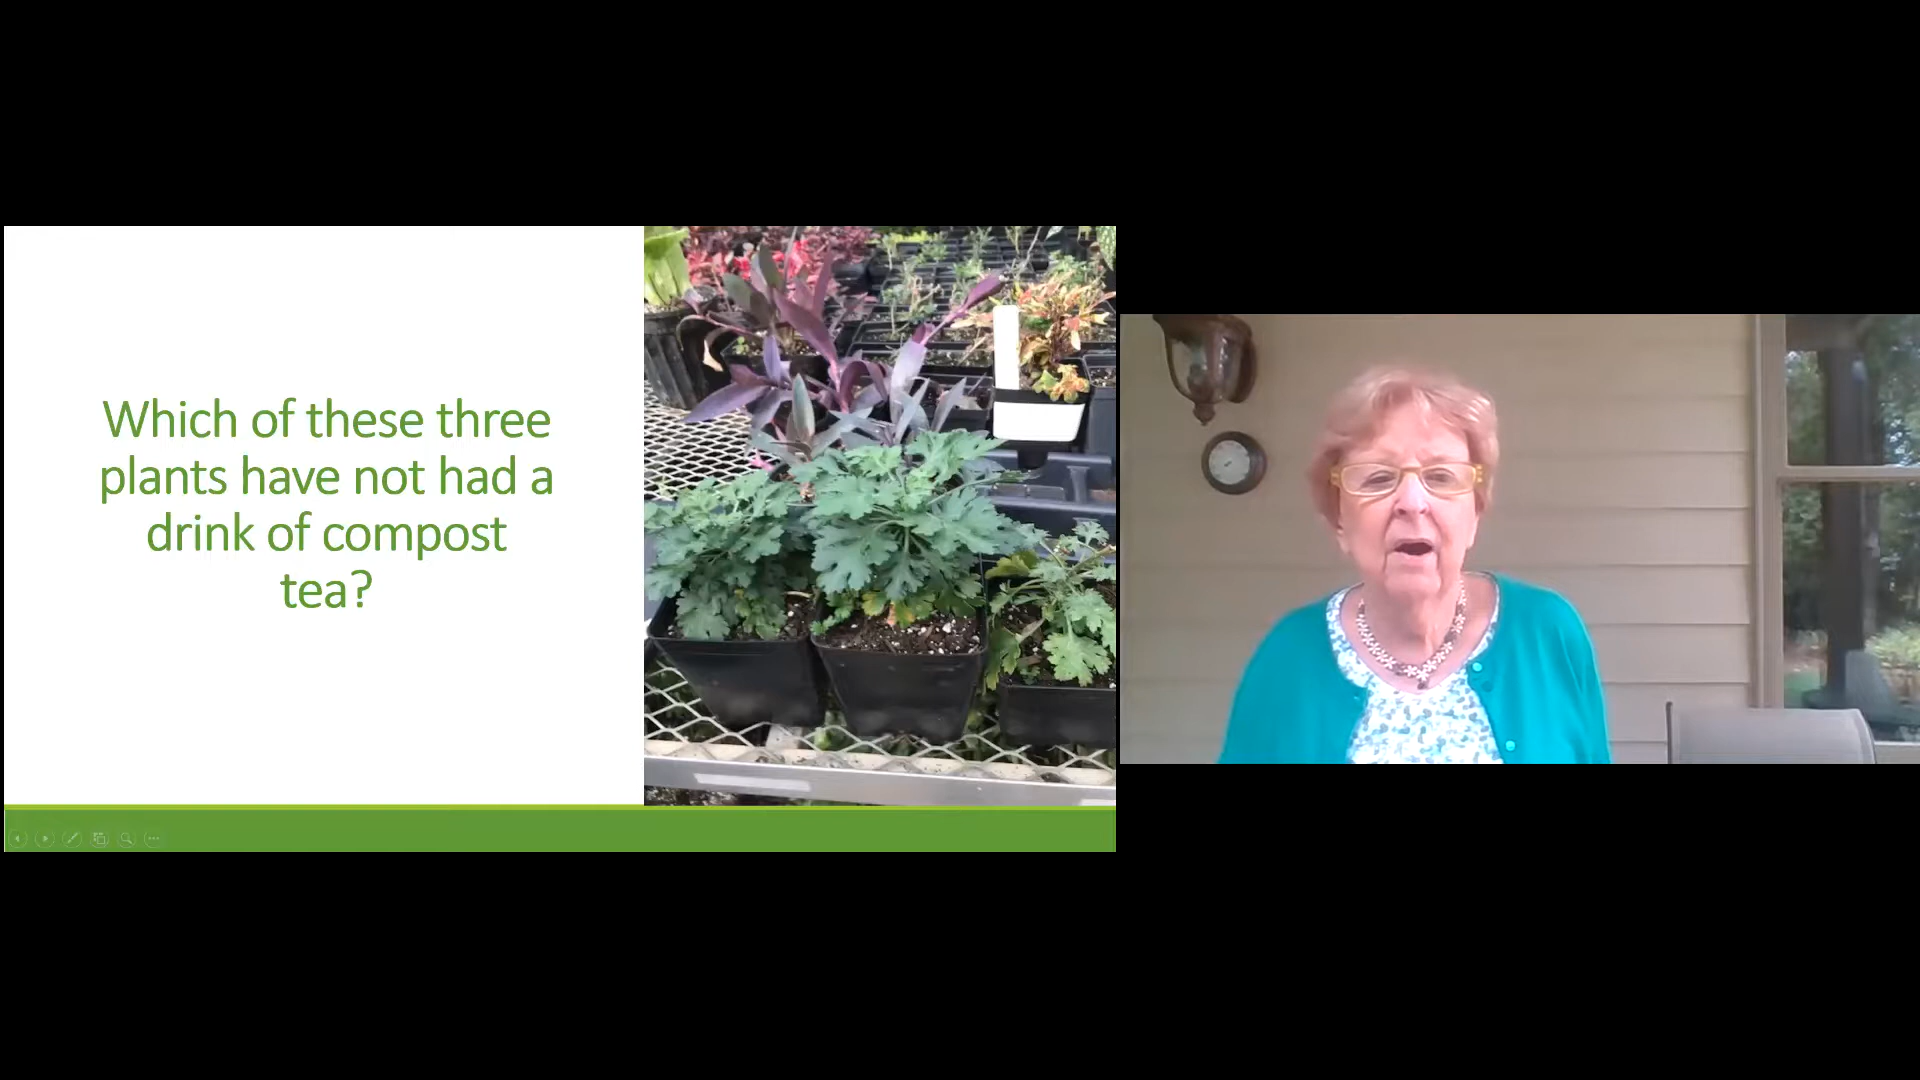 Which of these three
plants have not had a
drink of compost
tea?